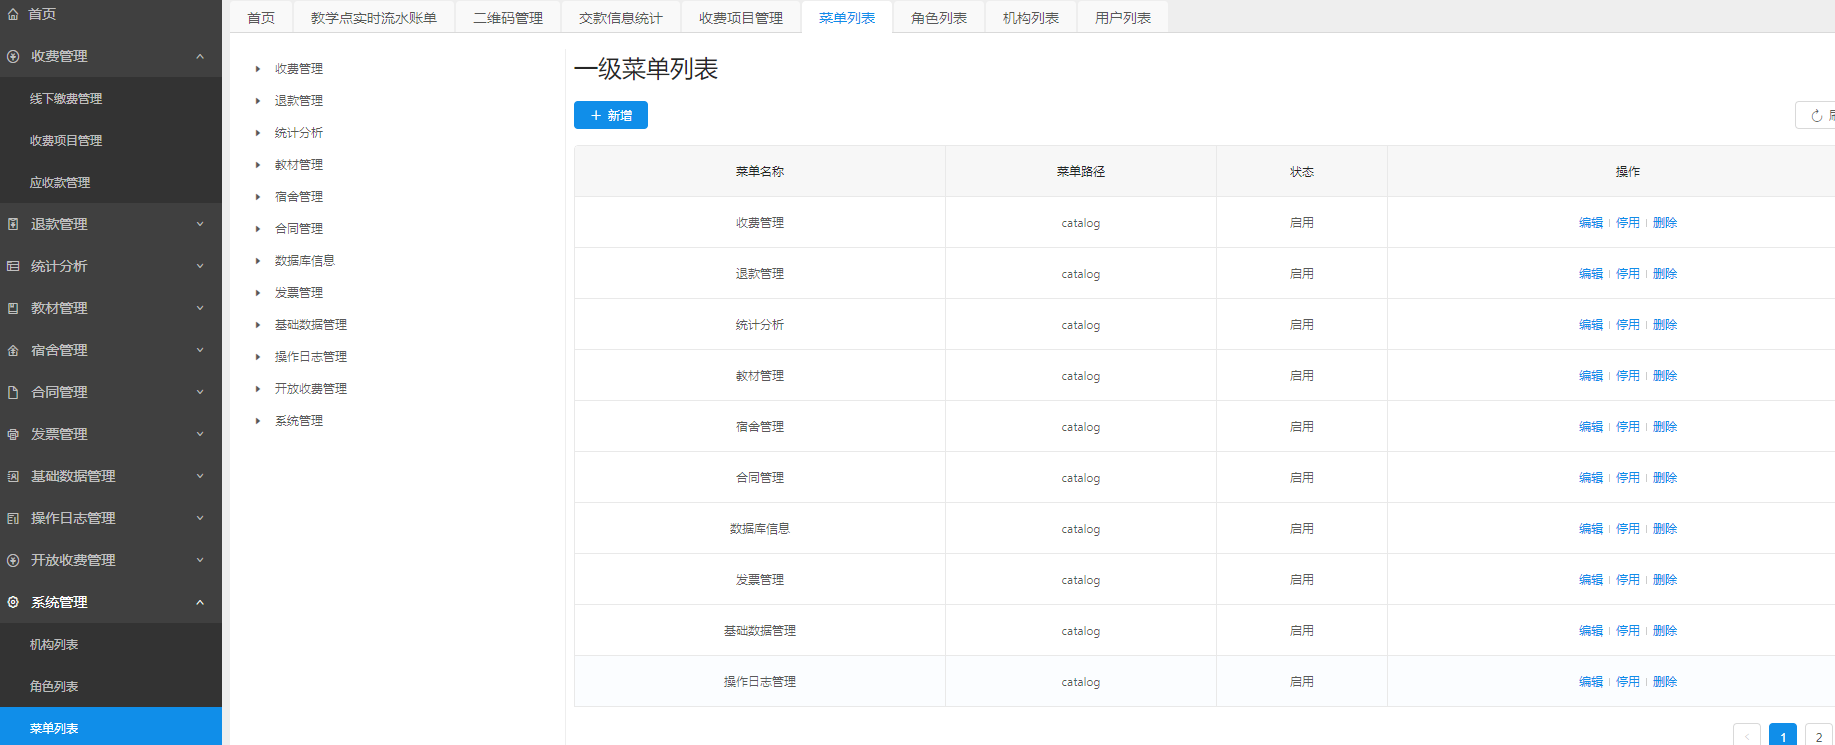 首页
收费管理
线下缴费管理
收费项目管理
应收款管理
退款管理
统计分析
教材管理
宿舍管理
合同管理
发票管理
基础数据管理
操作日志管理
开放收费管理
系统管理
机构列表
角色列表
菜单列表
首页 教学点实时流水账单 二维码管理 交款信息统计 收费项目管理 菜单列表 角色列表 机构列表 用户列表
收费管理
退款管理
统计分析
教材管理
宿舍管理
合同管理
数据库信息
发票管理
基础数据管理
操作日志管理
开放收费管理
系统管理
一级菜单列表
+ 新增
菜单名称 菜单路径 状态 操作
收费管理 catalog 启用 编辑 停用 删除
退款管理 catalog 启用 编辑 停用 删除
统计分析 catalog 启用 编辑 停用 删除
教材管理 catalog 启用 编辑 停用 删除
宿舍管理 catalog 启用 编辑 停用 删除
合同管理 catalog 启用 编辑 停用 删除
数据库信息 catalog 启用 编辑 停用 删除
发票管理 catalog 启用 编辑 停用 删除
基础数据管理 catalog 启用 编辑 停用 删除
操作日志管理 catalog 启用 编辑 停用 删除
1 2